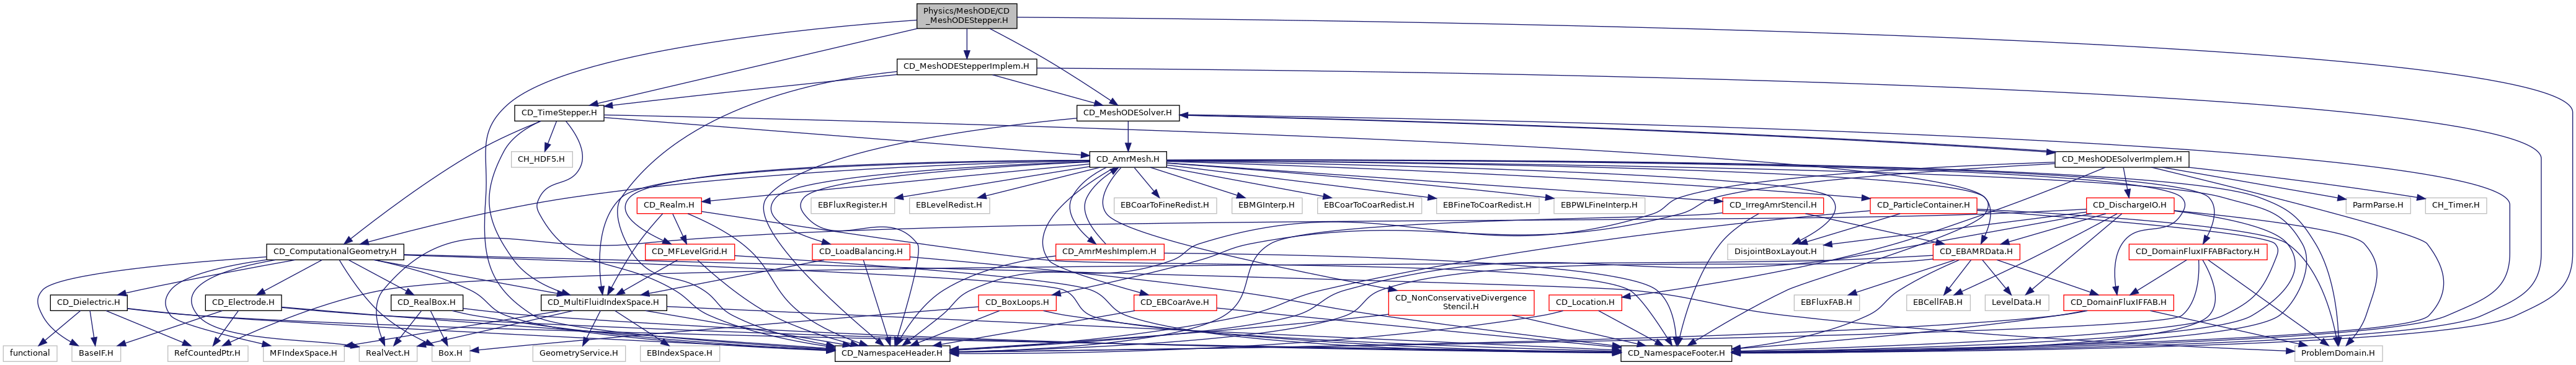 Physics/MeshODE/CD
_MeshODEStepper.H
CD_MeshODEStepperImplem.H
CD_TimeStepper.H
CD_MeshODESolver.H
CH_HDF5.H
CD_AmrMesh.H
CD_MeshODESolverImplem.H
CD_Realm.H
EBFluxRegister.H
EBLevelRedist.H
EBCoarToFineRedist.H
EBMGInterp.H
EBCoarToCoarRedist.H
EBFineToCoarRedist.H
EBPWLFineInterp.H
CD_IrregAmrStencil.H
CD_ParticleContainer.H
CD_DischargeIO.H
ParmParse.H
CH_Timer.H
CD_ComputationalGeometry.H
CD_MFLevelGrid.H
CD_LoadBalancing.H
CD_AmrMeshImplem.H
DisjointBoxLayout.H
CD_EBAMRData.H
CD_DomainFluxIFFABFactory.H
CD_Dielectric.H
CD_Electrode.H
CD_RealBox.H
CD_MultiFluidIndexSpace.H
CD_BoxLoops.H
CD_EBCoarAve.H
CD_NonConservativeDivergence
Stencil.H
CD_Location.H
EBFluxFAB.H
EBCellFAB.H
LevelData.H
CD_DomainFluxIFFAB.H
functional
BaseIF.H
RefCountedPtr.H
MFIndexSpace.H
RealVect.H
Box.H
GeometryService.H
EBIndexSpace.H
CD_NamespaceHeader.H
CD_NamespaceFooter.H
ProblemDomain.H